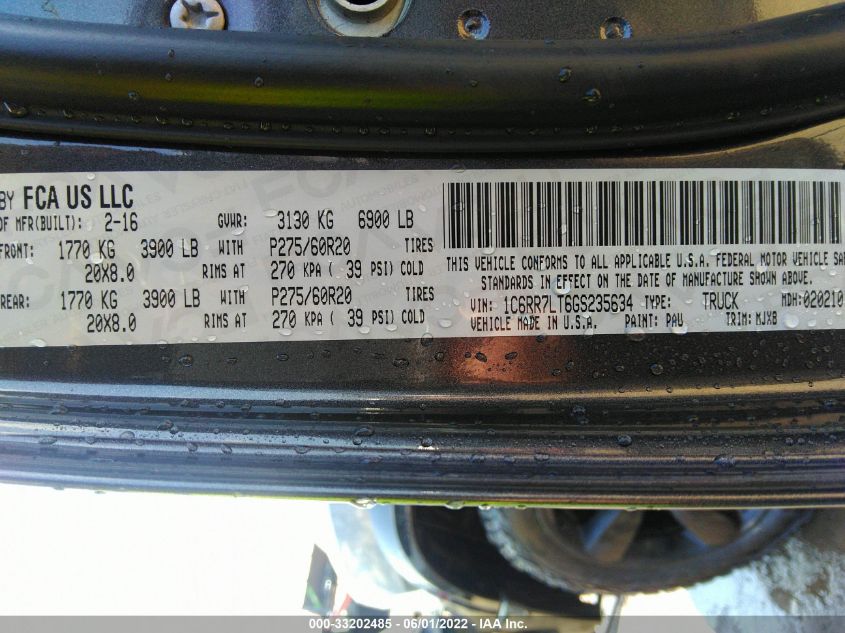 BY FCA US LLC
OF MFR(BUILT): 2-16 GVWR: 3130 KG 6900 LB
FRONT: 1770 KG 3900 LB WITH P275/60R20 TIRES
20X8.0 RIMS AT 270 KPA ( 39 PSI) COLD
REAR: 1770 KG 3900 LB WITH P275/60R20 TIRES
20X8.0 RIMS AT 270 KPA ( 39 PSI) COLD
THIS VEHICLE CONFORMS TO ALL APPLICABLE U.S.A. FEDERAL MOTOR VEHICLE SA
STANDARDS IN EFFECT ON THE DATE OF MANUFACTURE SHOWN ABOVE.
VIN: 1C6RR7LT6GS235634 TYPE: TRUCK MDH:020210
VEHICLE MADE IN U.S.A. PAINT: PAU TRIM: MJXB
000-33202485 - 06/01/2022 - IAA Inc.